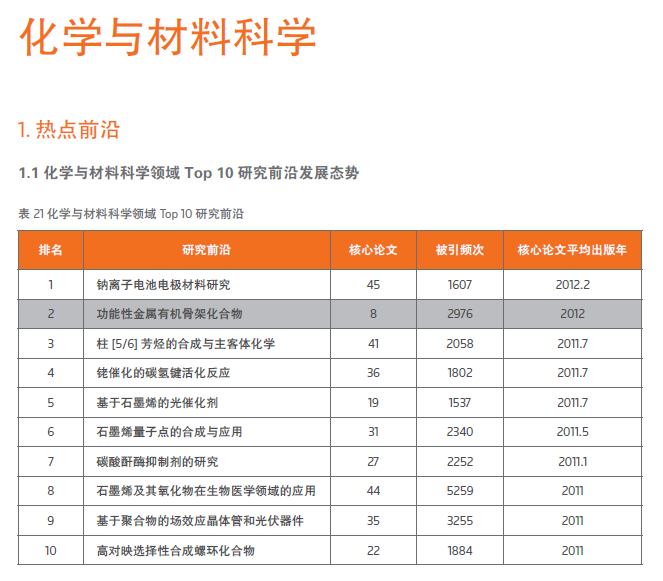 化学与材料科学
1. 热点前沿
1.1 化学与材料科学领域 Top 10 研究前沿发展态势
表 21 化学与材料科学领域 Top 10 研究前沿
排名 研究前沿 核心论文 被引频次 核心论文平均出版年
1 钠离子电池电极材料研究 45 1607 2012.2
2 功能性金属有机骨架化合物 8 2976 2012
3 柱 [5/6] 芳烃的合成与主客体化学 41 2058 2011.7
4 铑催化的碳氢键活化反应 36 1802 2011.7
5 基于石墨烯的光催化剂 19 1537 2011.7
6 石墨烯量子点的合成与应用 31 2340 2011.5
7 碳酸酐酶抑制剂的研究 27 2252 2011.1
8 石墨烯及其氧化物在生物医学领域的应用 44 5259 2011
9 基于聚合物的场效应晶体管和光伏器件 35 3255 2011
10 高对映选择性合成螺环化合物 22 1884 2011